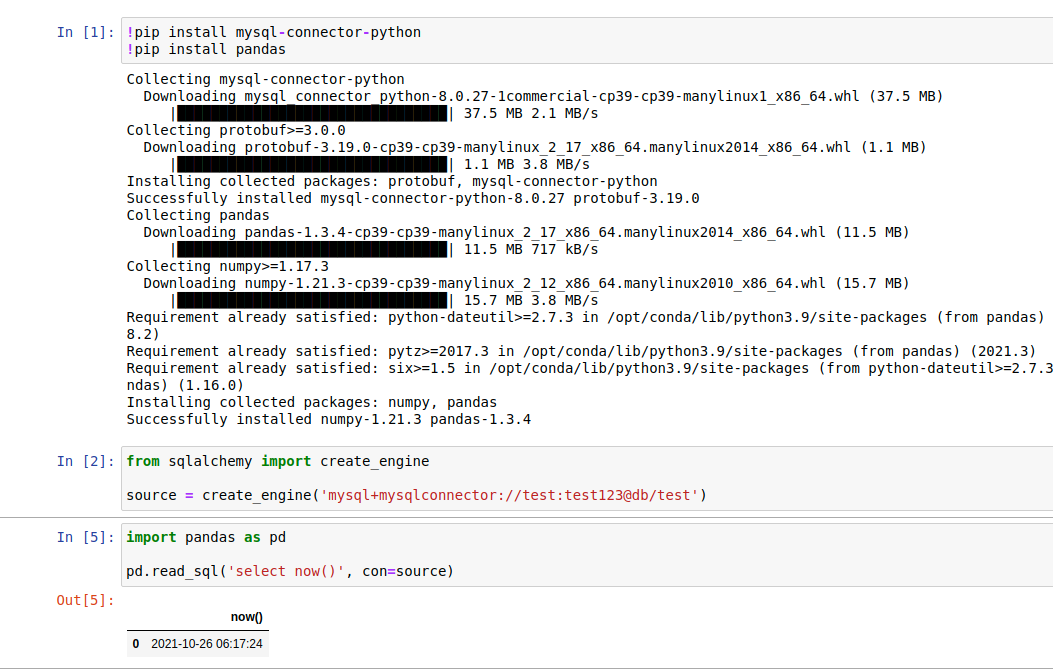 In [1]: !pip install mysql-connector-python
!pip install pandas
Collecting mysql-connector-python
Downloading mysql_connector_python-8.0.27-1commercial-cp39-cp39-manylinux1_x86_64.whl (37.5 MB)
|████████████████████████████████| 37.5 MB 2.1 MB/s
Collecting protobuf>=3.0.0
Downloading protobuf-3.19.0-cp39-cp39-manylinux_2_17_x86_64.manylinux2014_x86_64.whl (1.1 MB)
|████████████████████████████████| 1.1 MB 3.8 MB/s
Installing collected packages: protobuf, mysql-connector-python
Successfully installed mysql-connector-python-8.0.27 protobuf-3.19.0
Collecting pandas
Downloading pandas-1.3.4-cp39-cp39-manylinux_2_17_x86_64.manylinux2014_x86_64.whl (11.5 MB)
|████████████████████████████████| 11.5 MB 717 kB/s
Collecting numpy>=1.17.3
Downloading numpy-1.21.3-cp39-cp39-manylinux_2_12_x86_64.manylinux2010_x86_64.whl (15.7 MB)
|████████████████████████████████| 15.7 MB 3.8 MB/s
Requirement already satisfied: python-dateutil>=2.7.3 in /opt/conda/lib/python3.9/site-packages (from pandas)
8.2)
Requirement already satisfied: pytz>=2017.3 in /opt/conda/lib/python3.9/site-packages (from pandas) (2021.3)
Requirement already satisfied: six>=1.5 in /opt/conda/lib/python3.9/site-packages (from python-dateutil>=2.7.3
ndas) (1.16.0)
Installing collected packages: numpy, pandas
Successfully installed numpy-1.21.3 pandas-1.3.4
In [2]: from sqlalchemy import create_engine
source = create_engine('mysql+mysqlconnector://test:test123@db/test')
In [5]: import pandas as pd
pd.read_sql('select now()', con=source)
Out[5]:
now()
0 2021-10-26 06:17:24